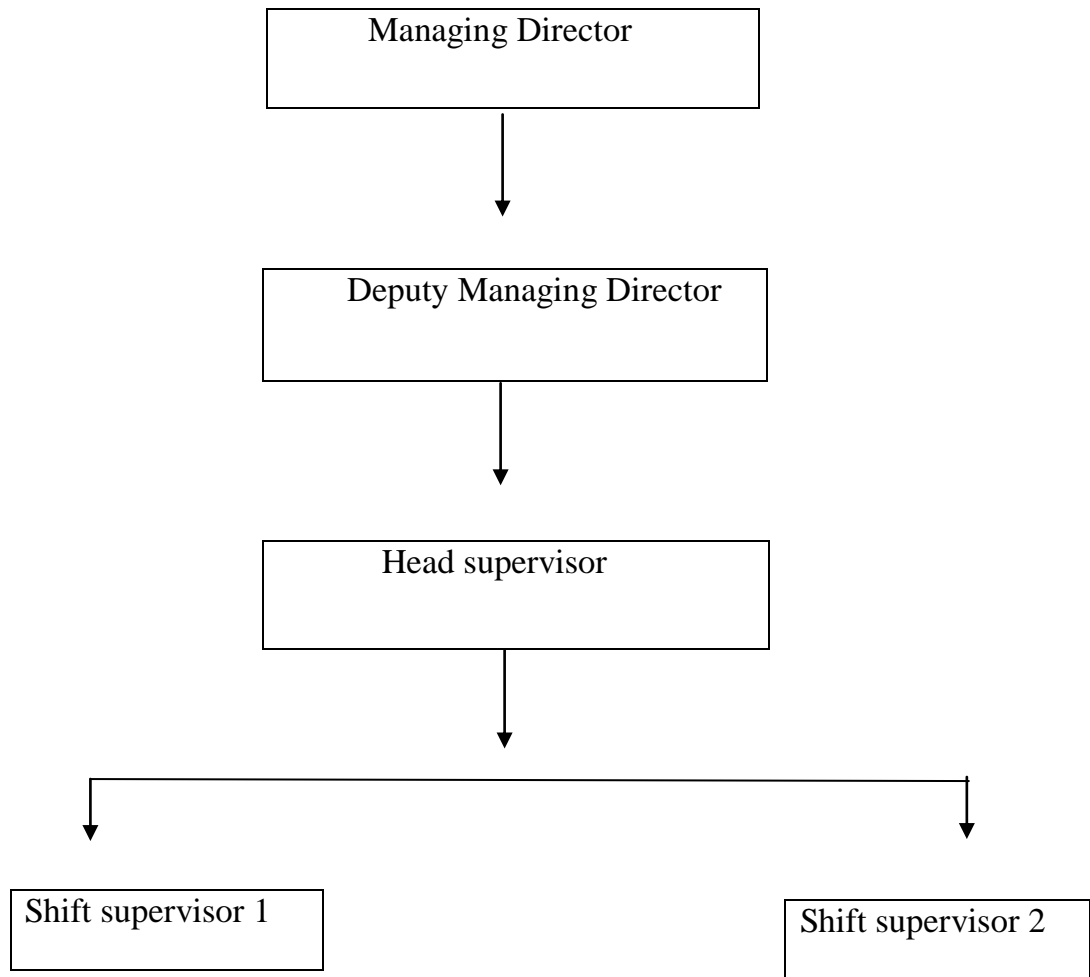 Managing Director
Deputy Managing Director
Head supervisor
Shift supervisor 1
Shift supervisor 2